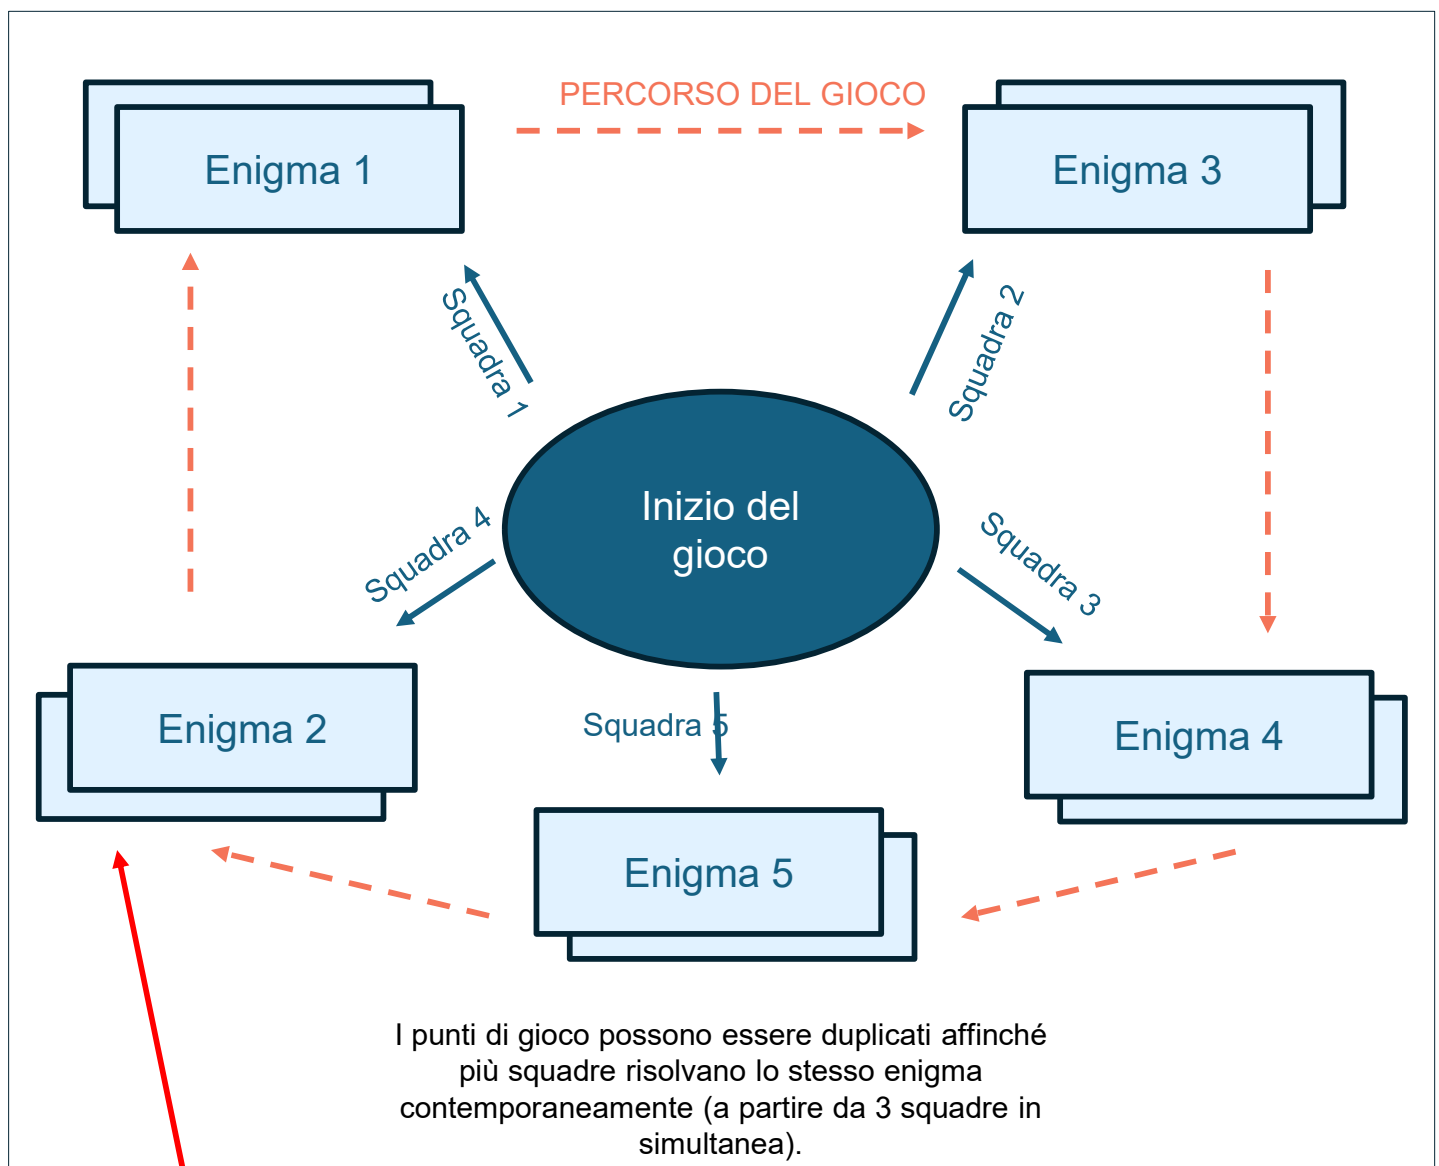 PERCORSO DEL GIOCO
Enigma 1
Enigma 3
Squadra 1
Squadra 2
Inizio del
gioco
Squadra 4
Squadra 3
Enigma 2
Squadra 5
Enigma 4
Enigma 5
I punti di gioco possono essere duplicati affinché
più squadre risolvano lo stesso enigma
contemporaneamente (a partire da 3 squadre in
simultanea).